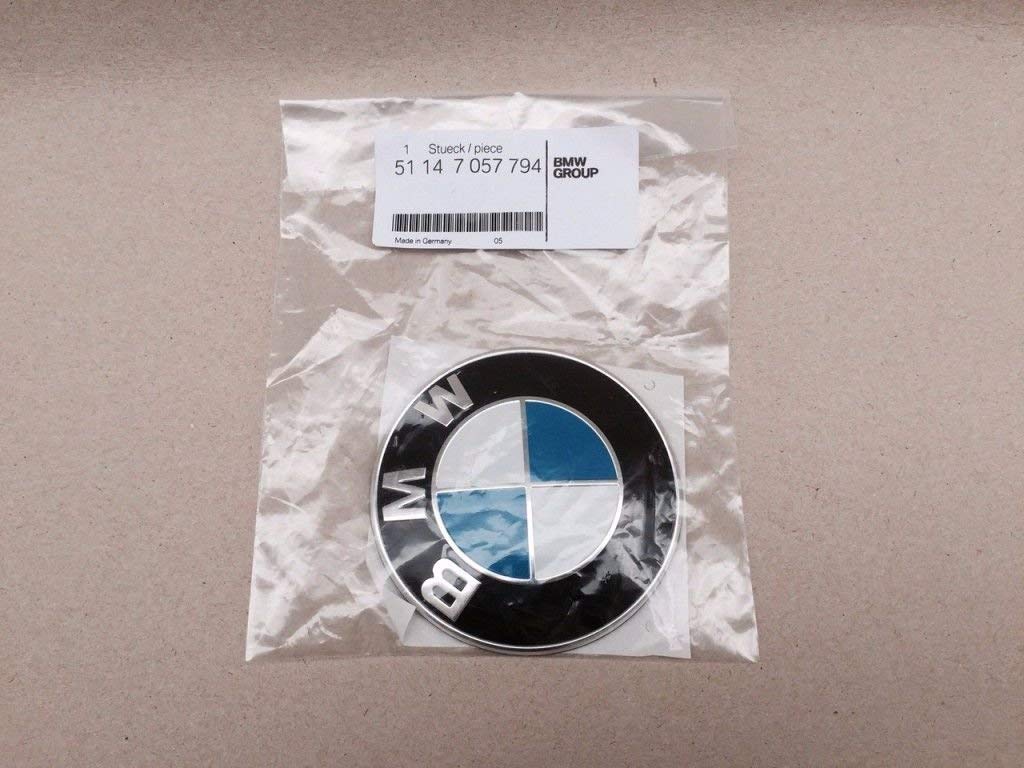 1 Stueck / piece
51 14 7 057 794
BMW
GROUP
Made in Germany 05
BMW